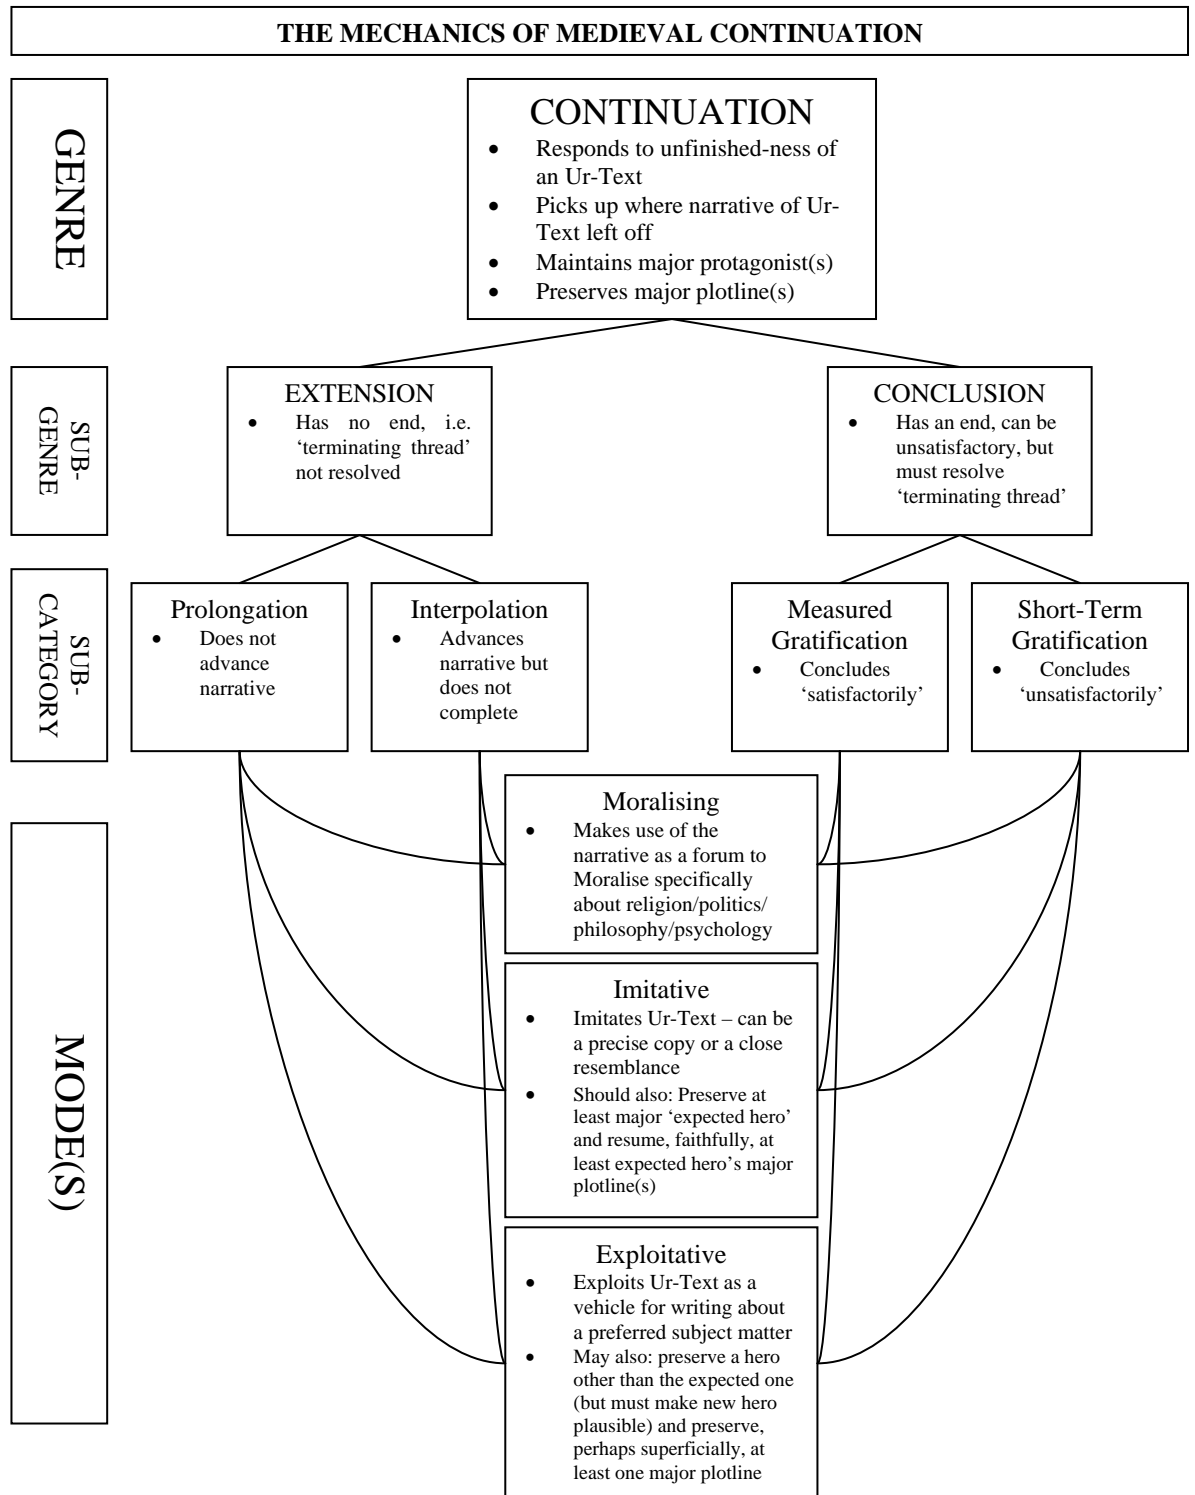 THE MECHANICS OF MEDIEVAL CONTINUATION
GENRE
CONTINUATION
• Responds to unfinished-ness of
an Ur-Text
• Picks up where narrative of Ur-
Text left off
• Maintains major protagonist(s)
• Preserves major plotline(s)
SUB-
GENRE
EXTENSION
• Has no end, i.e.
‘terminating thread’
not resolved
CONCLUSION
• Has an end, can be
unsatisfactory, but
must resolve
‘terminating thread’
SUB-
CATEGORY
Prolongation
• Does not
advance
narrative
Interpolation
• Advances
narrative but
does not
complete
Measured
Gratification
• Concludes
‘satisfactorily’
Short-Term
Gratification
• Concludes
‘unsatisfactorily’
MODE(S)
Moralising
• Makes use of the
narrative as a forum to
Moralise specifically
about religion/politics/
philosophy/psychology
Imitative
• Imitates Ur-Text – can be
a precise copy or a close
resemblance
• Should also: Preserve at
least major ‘expected hero’
and resume, faithfully, at
least expected hero’s major
plotline(s)
Exploitative
• Exploits Ur-Text as a
vehicle for writing about
a preferred subject matter
• May also: preserve a hero
other than the expected one
(but must make new hero
plausible) and preserve,
perhaps superficially, at
least one major plotline